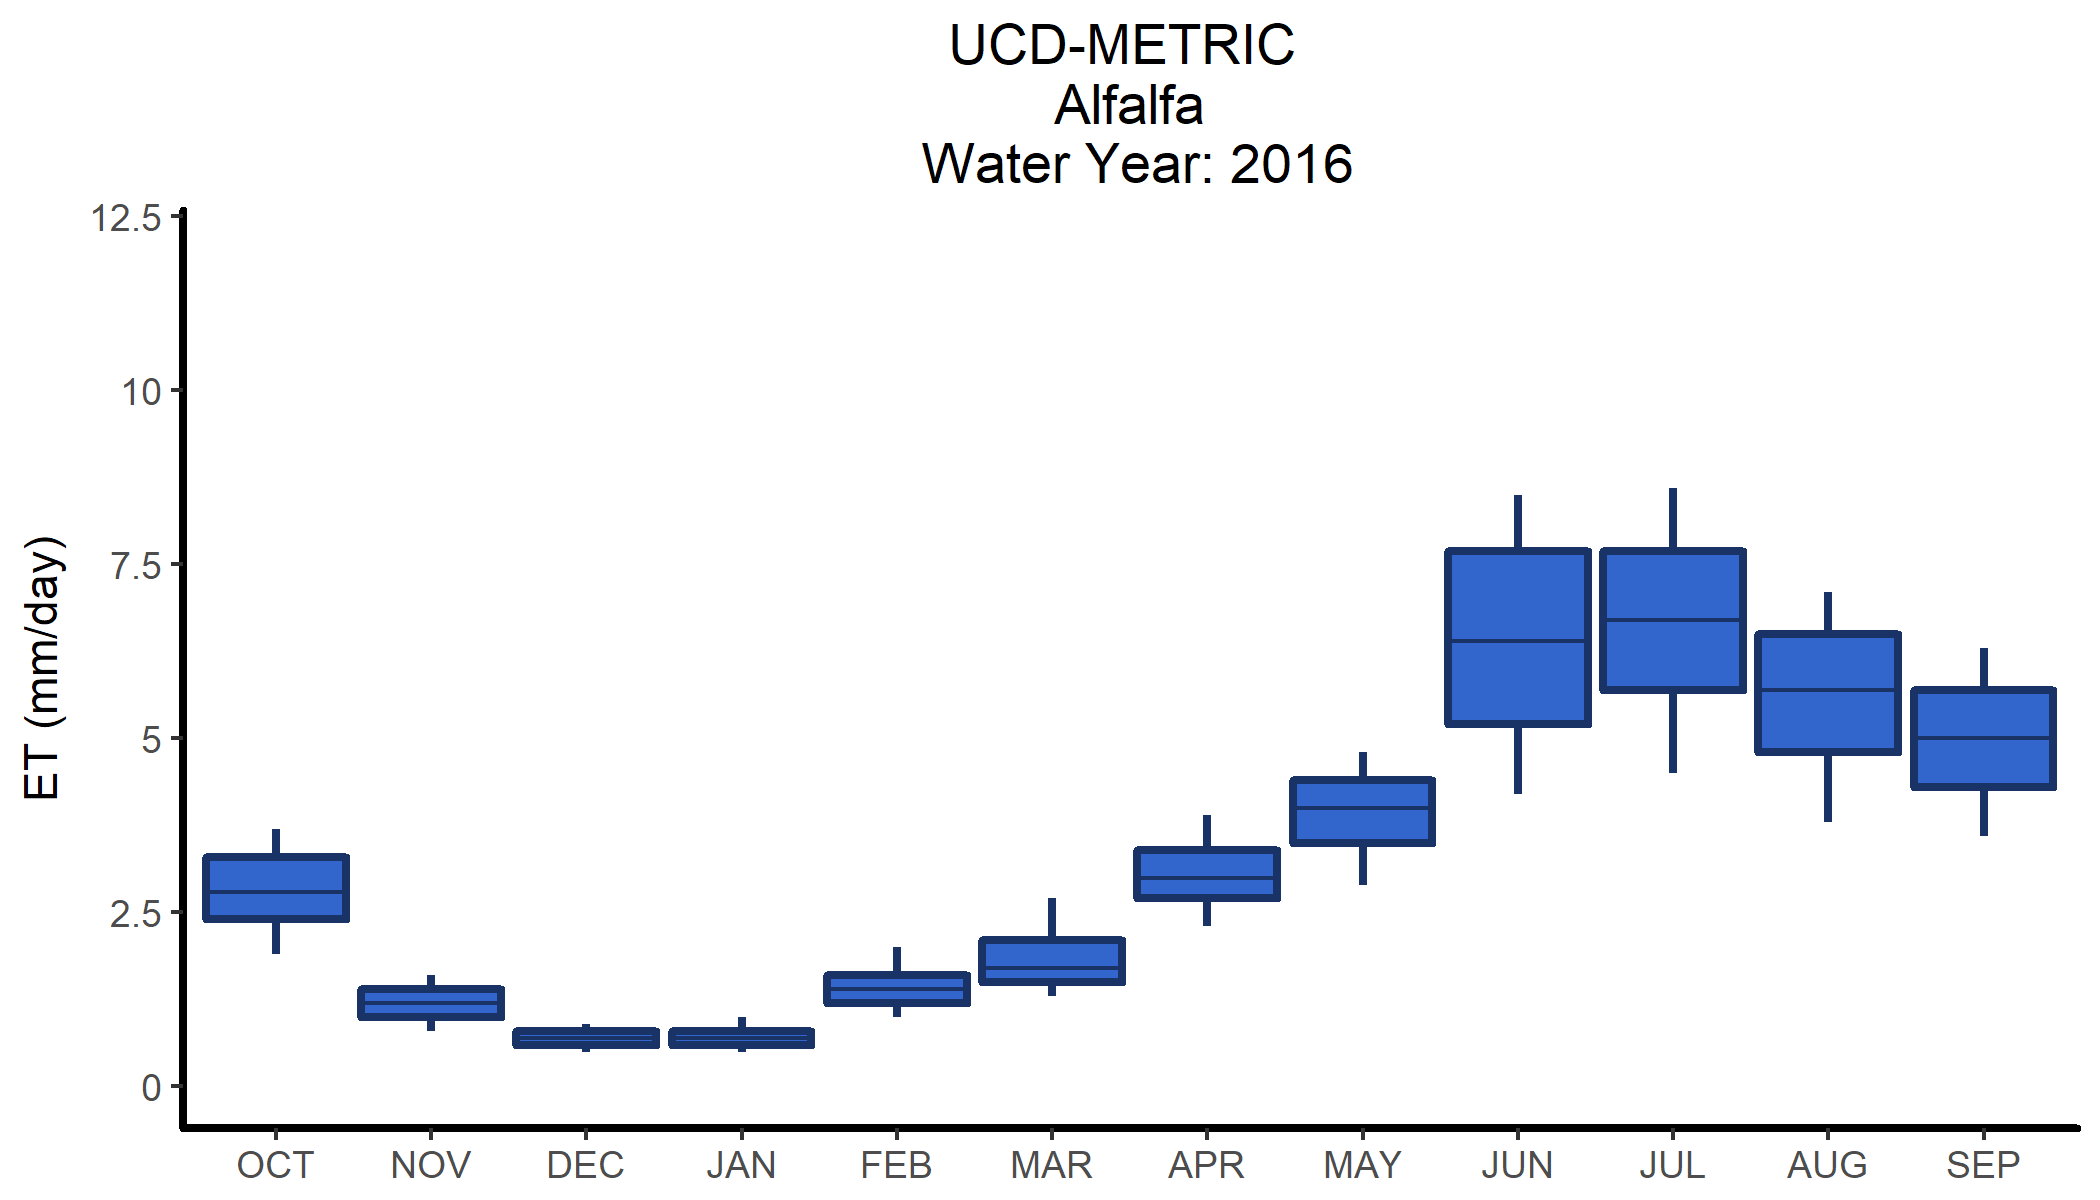 UCD-METRIC
Alfalfa
Water Year: 2016
ET (mm/day)
12.5
10
7.5
5
2.5
0
OCT NOV DEC JAN FEB MAR APR MAY JUN JUL AUG SEP